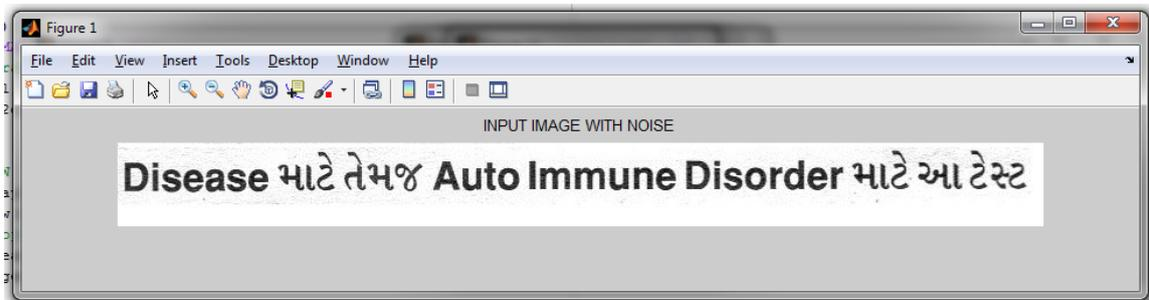 Figure 1
File Edit View Insert Tools Desktop Window Help
INPUT IMAGE WITH NOISE
Disease માટે તેમજ Auto Immune Disorder માટે આ ટેસ્ટ